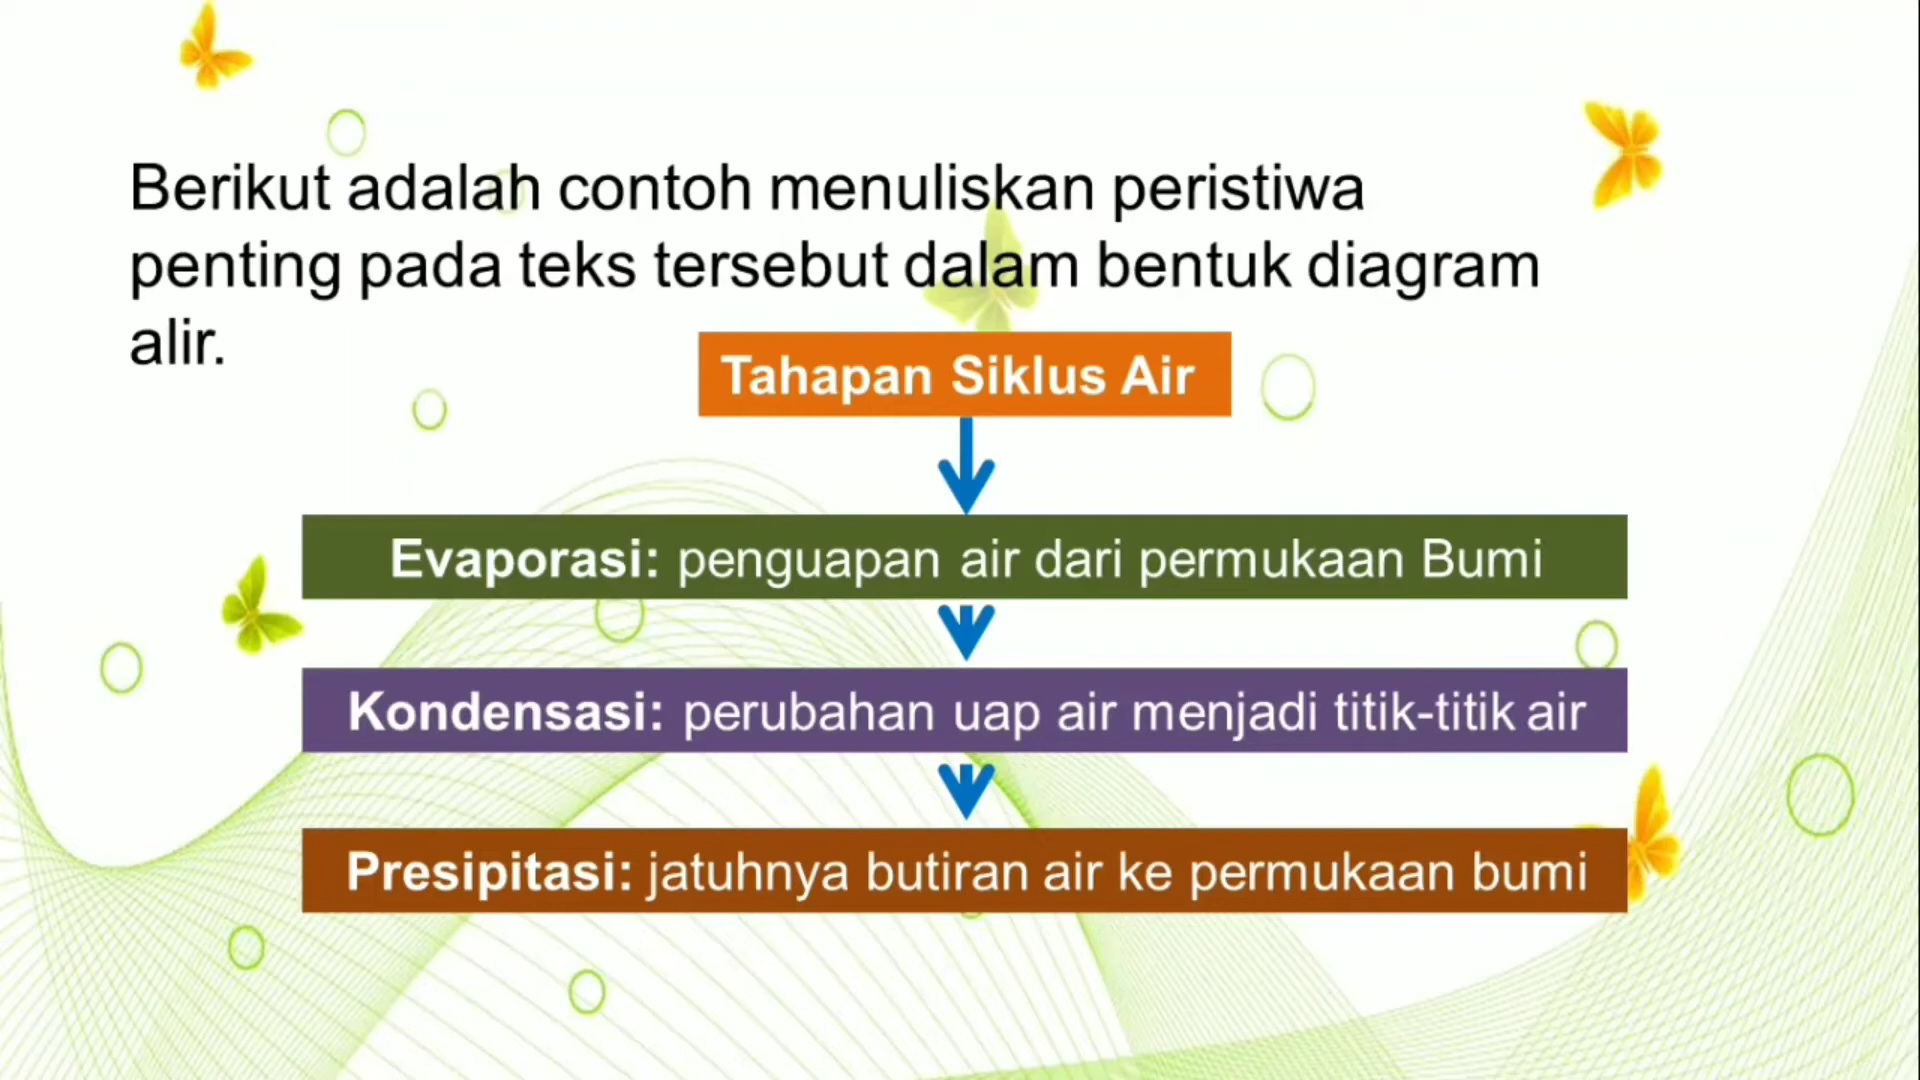 Berikut adalah contoh menuliskan peristiwa
penting pada teks tersebut dalam bentuk diagram
alir.
Tahapan Siklus Air
Evaporasi: penguapan air dari permukaan Bumi
Kondensasi: perubahan uap air menjadi titik-titik air
Presipitasi: jatuhnya butiran air ke permukaan bumi